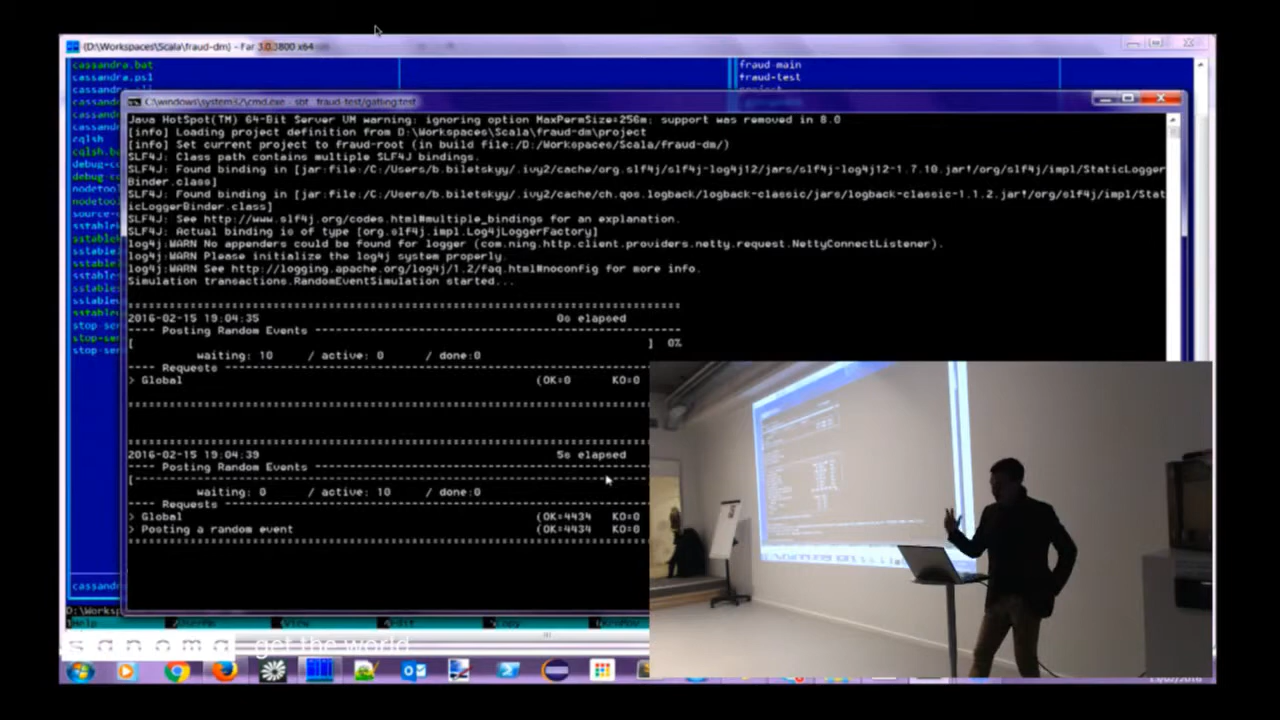 (D:\Workspaces\Scala\fraud-dm) - Far 3.0.3800 x64
cassandra.bat
cassandra.ps1
fraud-main
fraud-test
C:\windows\system32\cmd.exe - sbt fraud-test/gatling:test
Java HotSpot(TM) 64-Bit Server VM warning: ignoring option MaxPermSize=256m; support was removed in 8.0
[info] Loading project definition from D:\Workspaces\Scala\fraud-dm\project
[info] Set current project to fraud-root (in build file:/D:/Workspaces/Scala/fraud-dm/)
SLF4J: Class path contains multiple SLF4J bindings.
SLF4J: Found binding in [jar:file:/C:/Users/b.biletskyy/.ivy2/cache/org.slf4j/slf4j-log4j12/jars/slf4j-log4j12-1.7.10.jar!/org/slf4j/impl/StaticLogger
Binder.class]
SLF4J: Found binding in [jar:file:/C:/Users/b.biletskyy/.ivy2/cache/ch.qos.logback/logback-classic/jars/logback-classic-1.1.2.jar!/org/slf4j/impl/Stat
icLoggerBinder.class]
SLF4J: See http://www.slf4j.org/codes.html#multiple_bindings for an explanation.
SLF4J: Actual binding is of type [org.slf4j.impl.Log4jLoggerFactory]
log4j:WARN No appenders could be found for logger (com.ning.http.client.providers.netty.request.NettyConnectListener).
log4j:WARN Please initialize the log4j system properly.
log4j:WARN See http://logging.apache.org/log4j/1.2/faq.html#noconfig for more info.
Simulation transactions.RandomEventSimulation started...
2016-02-15 19:04:35 0s elapsed
---- Posting Random Events
[ ] 0%
waiting: 10 / active: 0 / done:0
---- Requests
> Global (OK=0 KO=0
2016-02-15 19:04:39 5s elapsed
---- Posting Random Events
waiting: 0 / active: 10 / done:0
---- Requests
> Global (OK=4434 KO=0
> Posting a random event (OK=4434 KO=0
cqlsh
cqlsh.bat
D:\Worksp
sanoma get the world